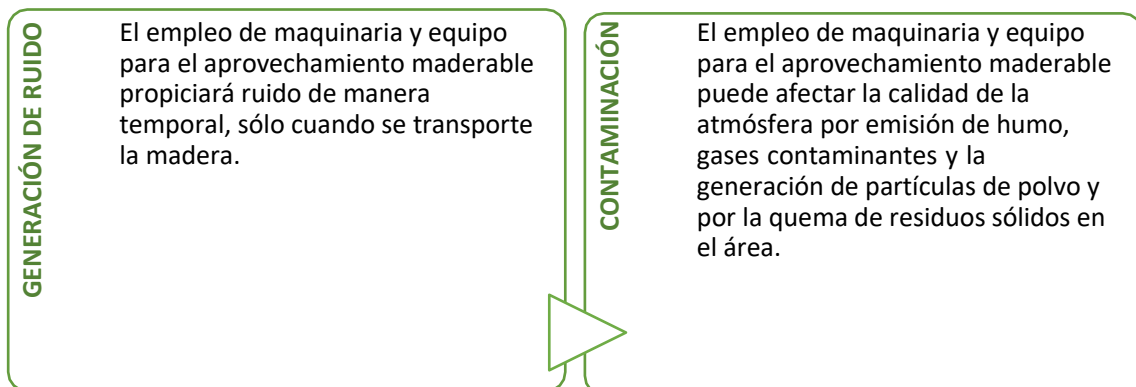 GENERACIÓN DE RUIDO
El empleo de maquinaria y equipo
para el aprovechamiento maderable
propiciará ruido de manera
temporal, sólo cuando se transporte
la madera.
CONTAMINACIÓN
El empleo de maquinaria y equipo
para el aprovechamiento maderable
puede afectar la calidad de la
atmósfera por emisión de humo,
gases contaminantes y la
generación de partículas de polvo y
por la quema de residuos sólidos en
el área.